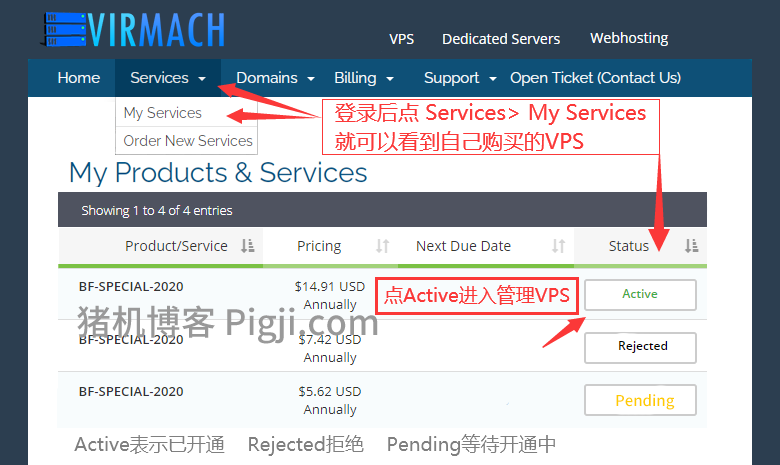 VIRMACH
VPS Dedicated Servers Webhosting
Home Services Domains Billing Support Open Ticket (Contact Us)
My Services
Order New Services
登录后点 Services> My Services
就可以看到自己购买的VPS
My Products & Services
Showing 1 to 4 of 4 entries
Product/Service Pricing Next Due Date Status
BF-SPECIAL-2020 $14.91 USD Annually Active
点Active进入管理VPS
猪机博客 Pigji.com
BF-SPECIAL-2020 $7.42 USD Annually Rejected
BF-SPECIAL-2020 $5.62 USD Annually Pending
Active表示已开通 Rejected拒绝 Pending等待开通中